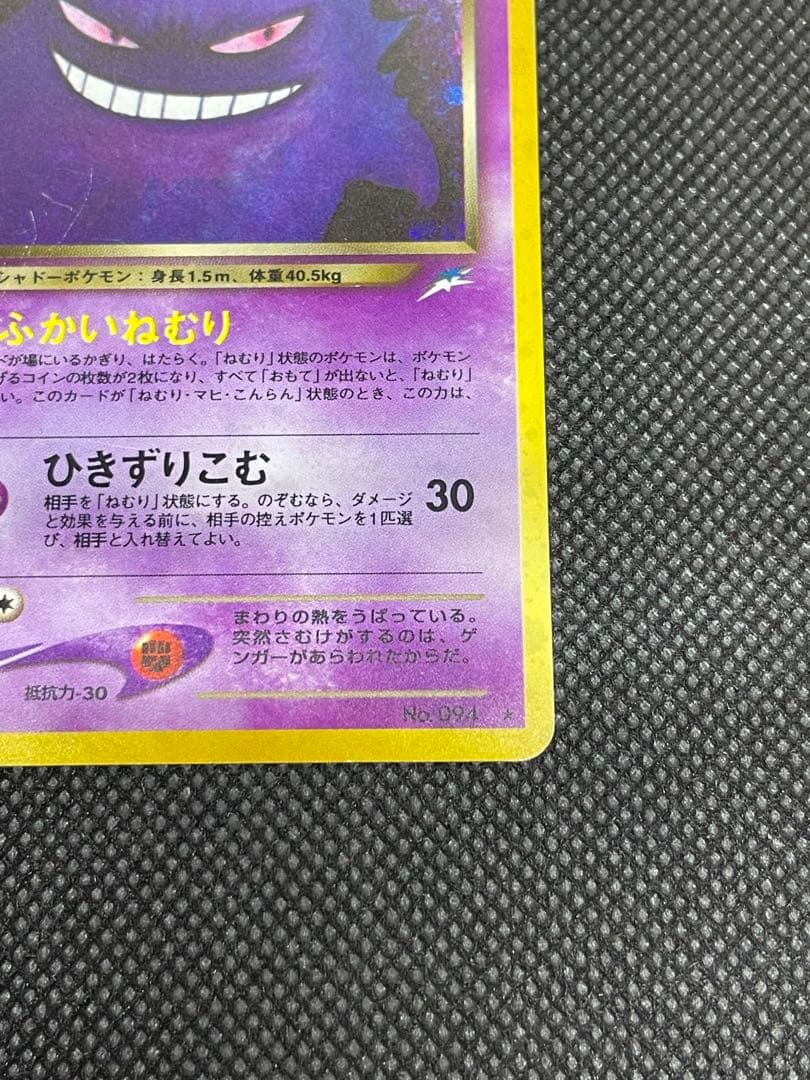 シャドーポケモン：身長1.5m、体重40.5kg
ふかいねむり
が場にいるかぎり、はたらく。「ねむり」状態のポケモンは、ポケモン
げるコインの枚数が2枚になり、すべて「おもて」が出ないと、「ねむり」
い。このカードが「ねむり・マヒ・こんらん」状態のとき、この力は、
ひきずりこむ
相手を「ねむり」状態にする。のぞむなら、ダメージ
と効果を与える前に、相手の控えポケモンを1匹選
び、相手と入れ替えてよい。
30
まわりの熱をうばっている。
突然さむけがするのは、ゲ
ンガーがあらわれたからだ。
抵抗力-30
No. 094 ★